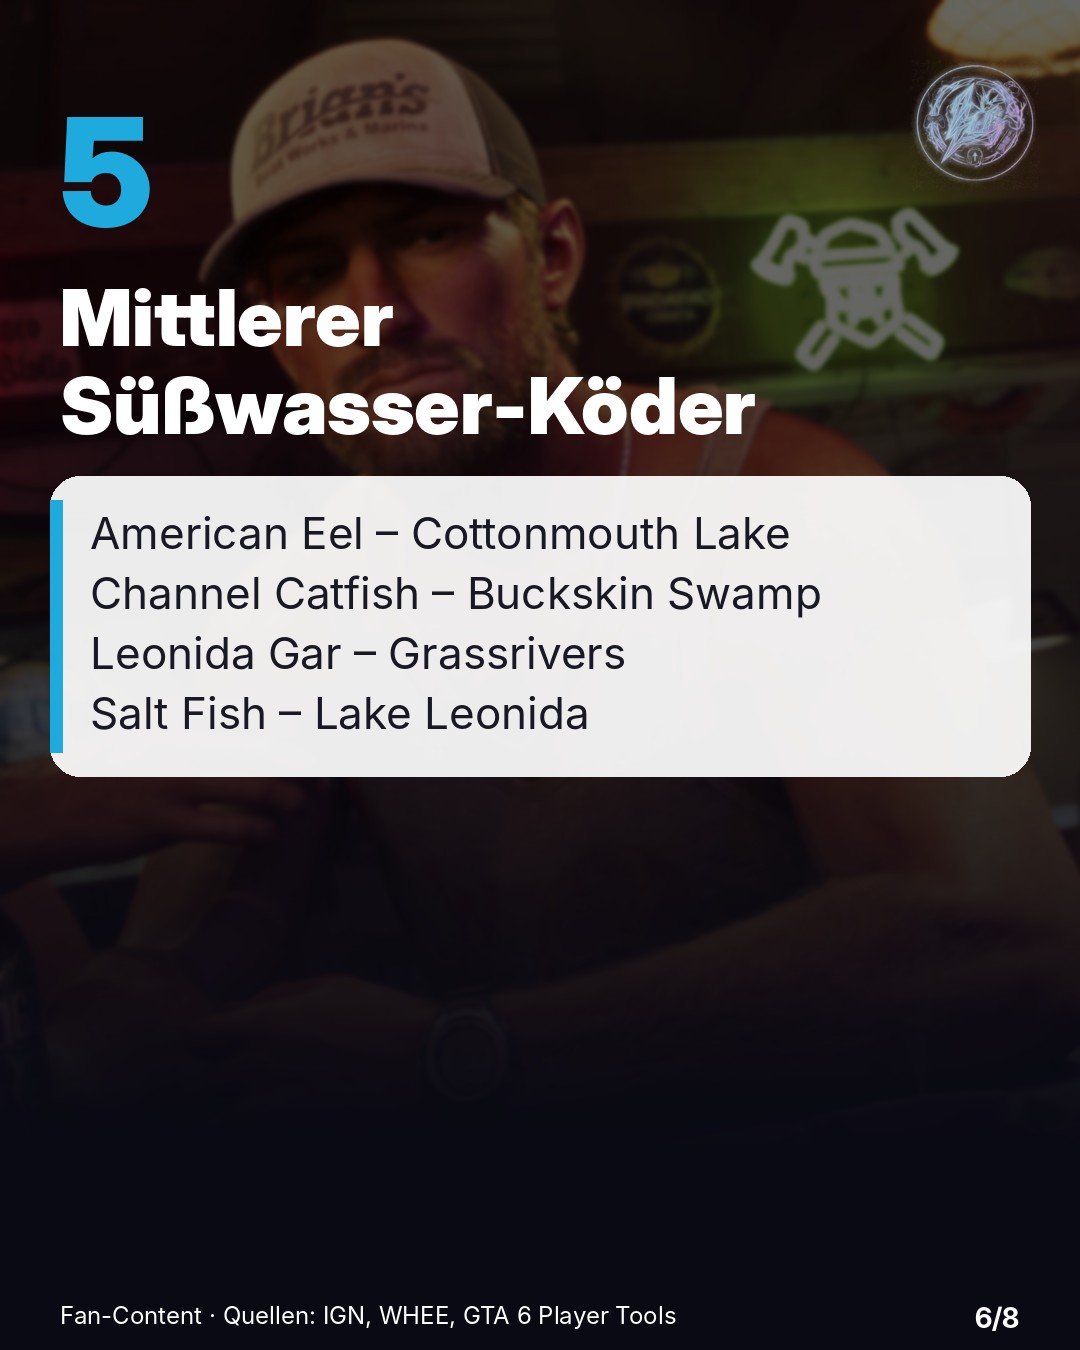 Brian's
5
Mittlerer
Süßwasser-Köder
American Eel – Cottonmouth Lake
Channel Catfish – Buckskin Swamp
Leonida Gar – Grassrivers
Salt Fish – Lake Leonida
Fan-Content · Quellen: IGN, WHEE, GTA 6 Player Tools
6/8